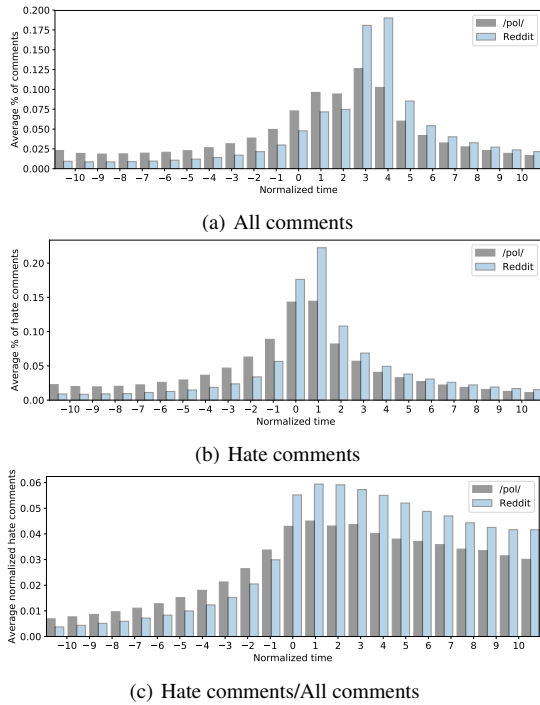 0.200
0.175
0.150
0.125
0.100
0.075
0.050
0.025
0.000
Average % of comments
/pol/
Reddit
−10 −9 −8 −7 −6 −5 −4 −3 −2 −1 0 1 2 3 4 5 6 7 8 9 10
Normalized time
(a) All comments
0.20
0.15
0.10
0.05
0.00
Average % of hate comments
/pol/
Reddit
−10 −9 −8 −7 −6 −5 −4 −3 −2 −1 0 1 2 3 4 5 6 7 8 9 10
Normalized time
(b) Hate comments
0.06
0.05
0.04
0.03
0.02
0.01
0.00
Average normalized hate comments
/pol/
Reddit
−10 −9 −8 −7 −6 −5 −4 −3 −2 −1 0 1 2 3 4 5 6 7 8 9 10
Normalized time
(c) Hate comments/All comments